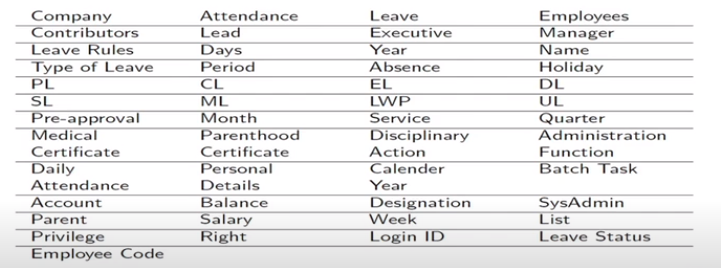 Company Attendance Leave Employees
Contributors Lead Executive Manager
Leave Rules Days Year Name
Type of Leave Period Absence Holiday
PL CL EL DL
SL ML LWP UL
Pre-approval Month Service Quarter
Medical Parenthood Disciplinary Administration
Certificate Certificate Action Function
Daily Personal Calender Batch Task
Attendance Details Year
Account Balance Designation SysAdmin
Parent Salary Week List
Privilege Right Login ID Leave Status
Employee Code